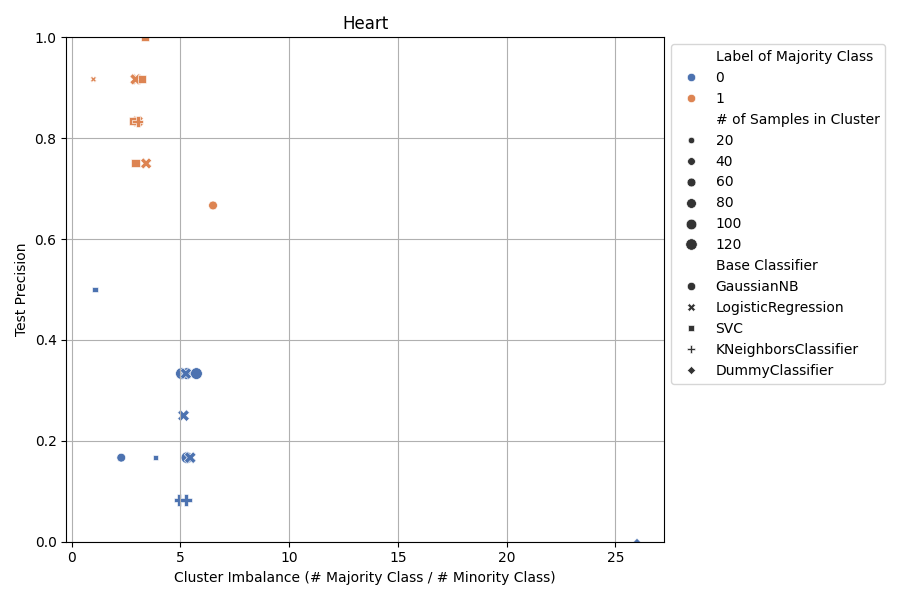 Heart
1.0
0.8
0.6
0.4
0.2
0.0
Test Precision
0
5
10
15
20
25
Cluster Imbalance (# Majority Class / # Minority Class)
Label of Majority Class
0
1
# of Samples in Cluster
20
40
60
80
100
120
Base Classifier
GaussianNB
LogisticRegression
SVC
KNeighborsClassifier
DummyClassifier